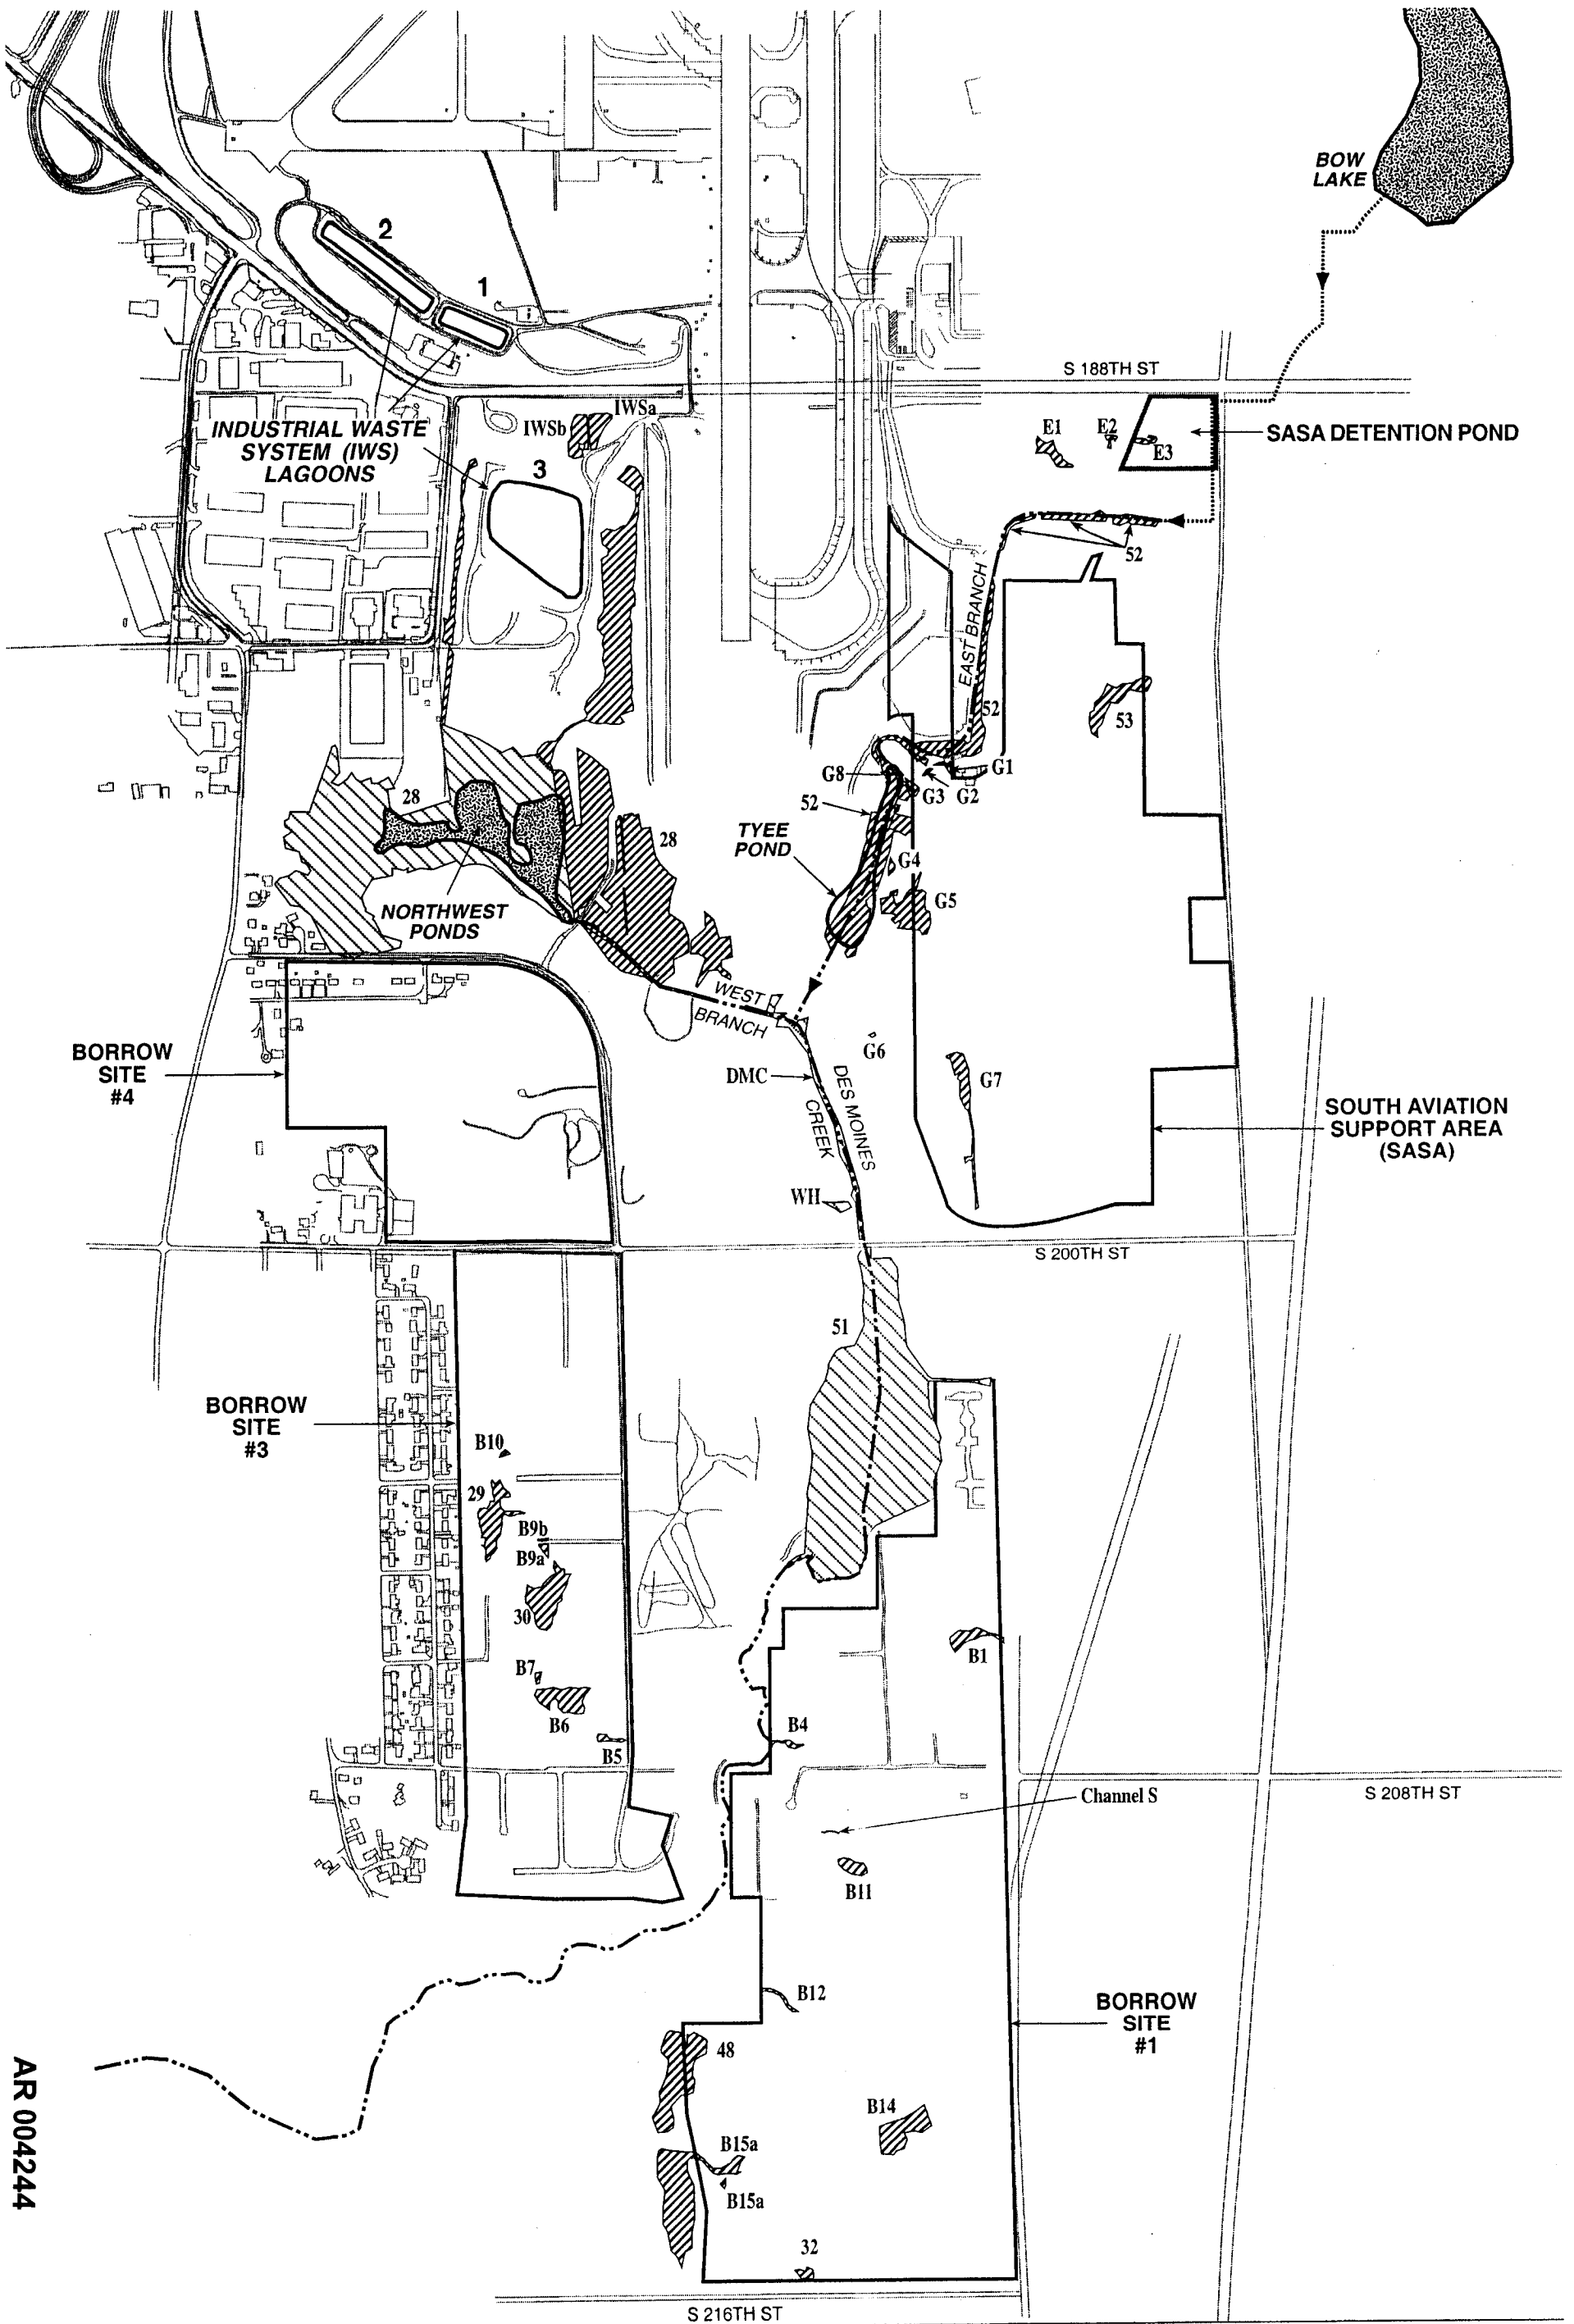 BOW
LAKE
2
1
S 188TH ST
IWSa
IWSb
INDUSTRIAL WASTE
SYSTEM (IWS)
LAGOONS
3
E1
E2
E3
SASA DETENTION POND
52
EAST BRANCH
52
53
G1
G8
G3
G2
28
52
TYEE
POND
28
G4
G5
NORTHWEST
PONDS
WEST
BRANCH
G6
BORROW
SITE
#4
DMC
G7
DES MOINES
CREEK
SOUTH AVIATION
SUPPORT AREA
(SASA)
WH
S 200TH ST
51
BORROW
SITE
#3
B10
29
B9b
B9a
30
B1
B7
B6
B4
B5
Channel S
S 208TH ST
B11
B12
BORROW
SITE
#1
48
B14
B15a
B15a
32
S 216TH ST
AR 004244